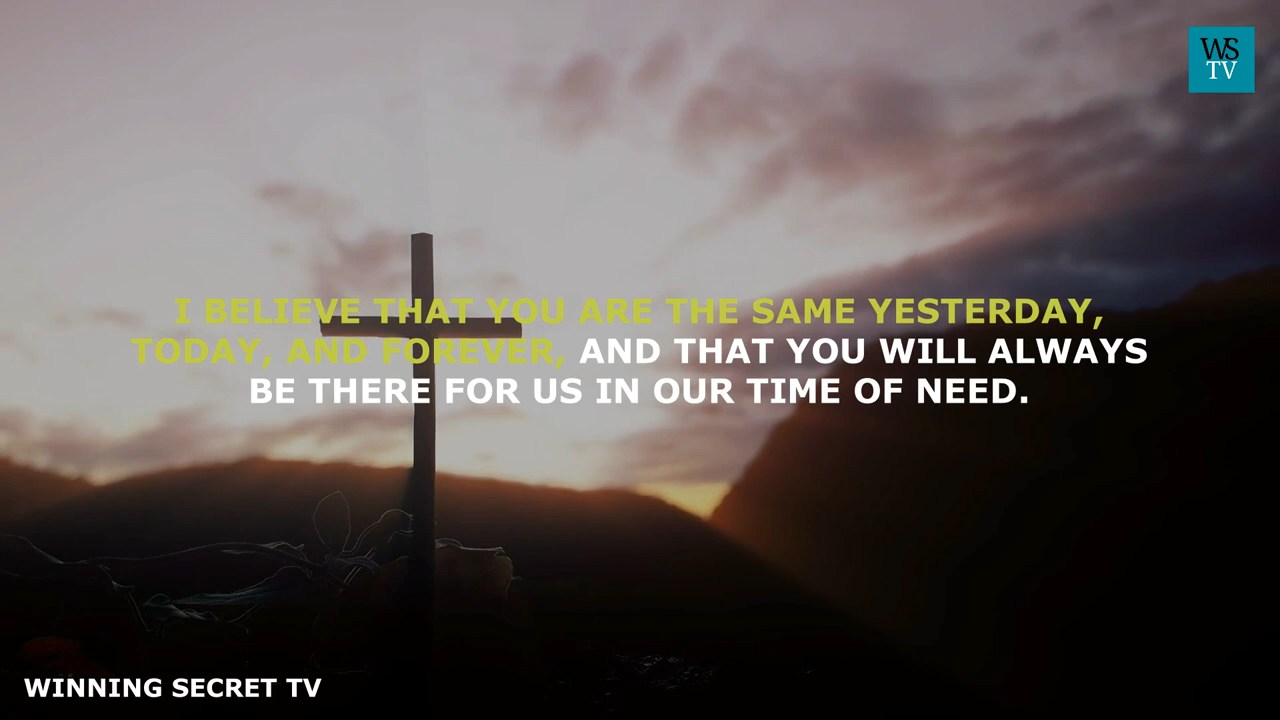 WS
TV
I BELIEVE THAT YOU ARE THE SAME YESTERDAY,
TODAY, AND FOREVER, AND THAT YOU WILL ALWAYS
BE THERE FOR US IN OUR TIME OF NEED.
WINNING SECRET TV